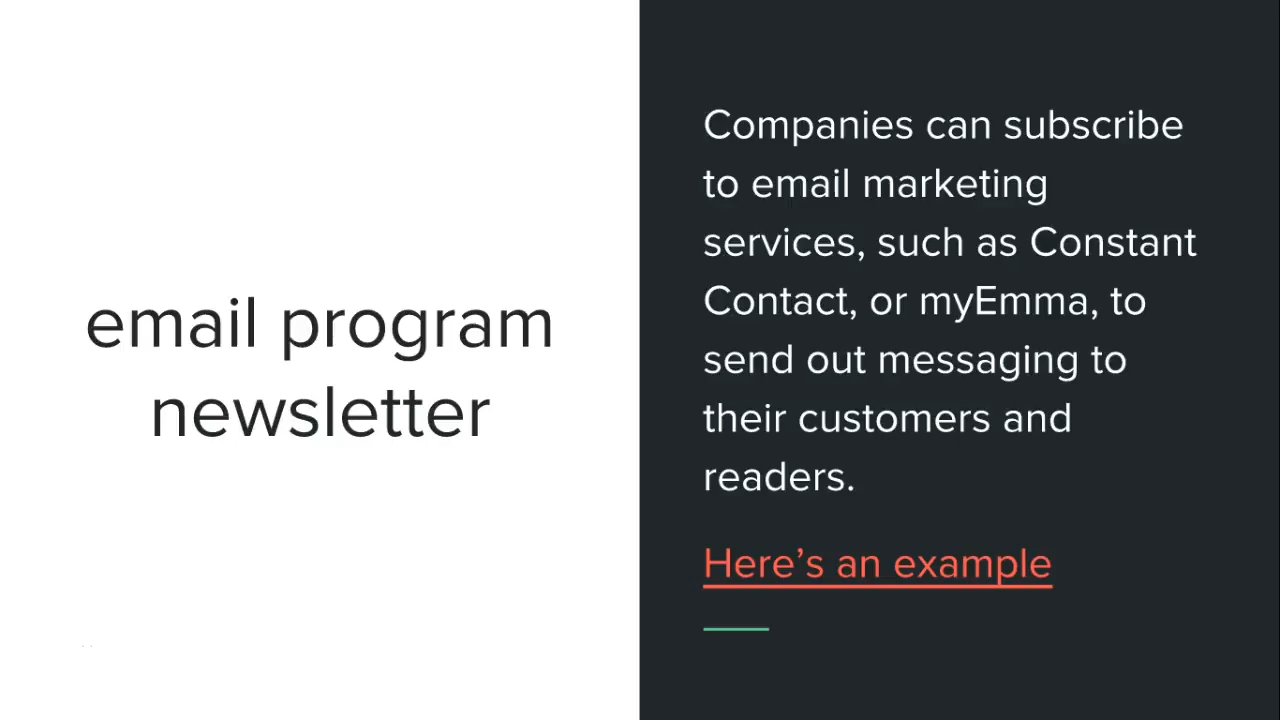 email program
newsletter
Companies can subscribe
to email marketing
services, such as Constant
Contact, or myEmma, to
send out messaging to
their customers and
readers.
Here’s an example